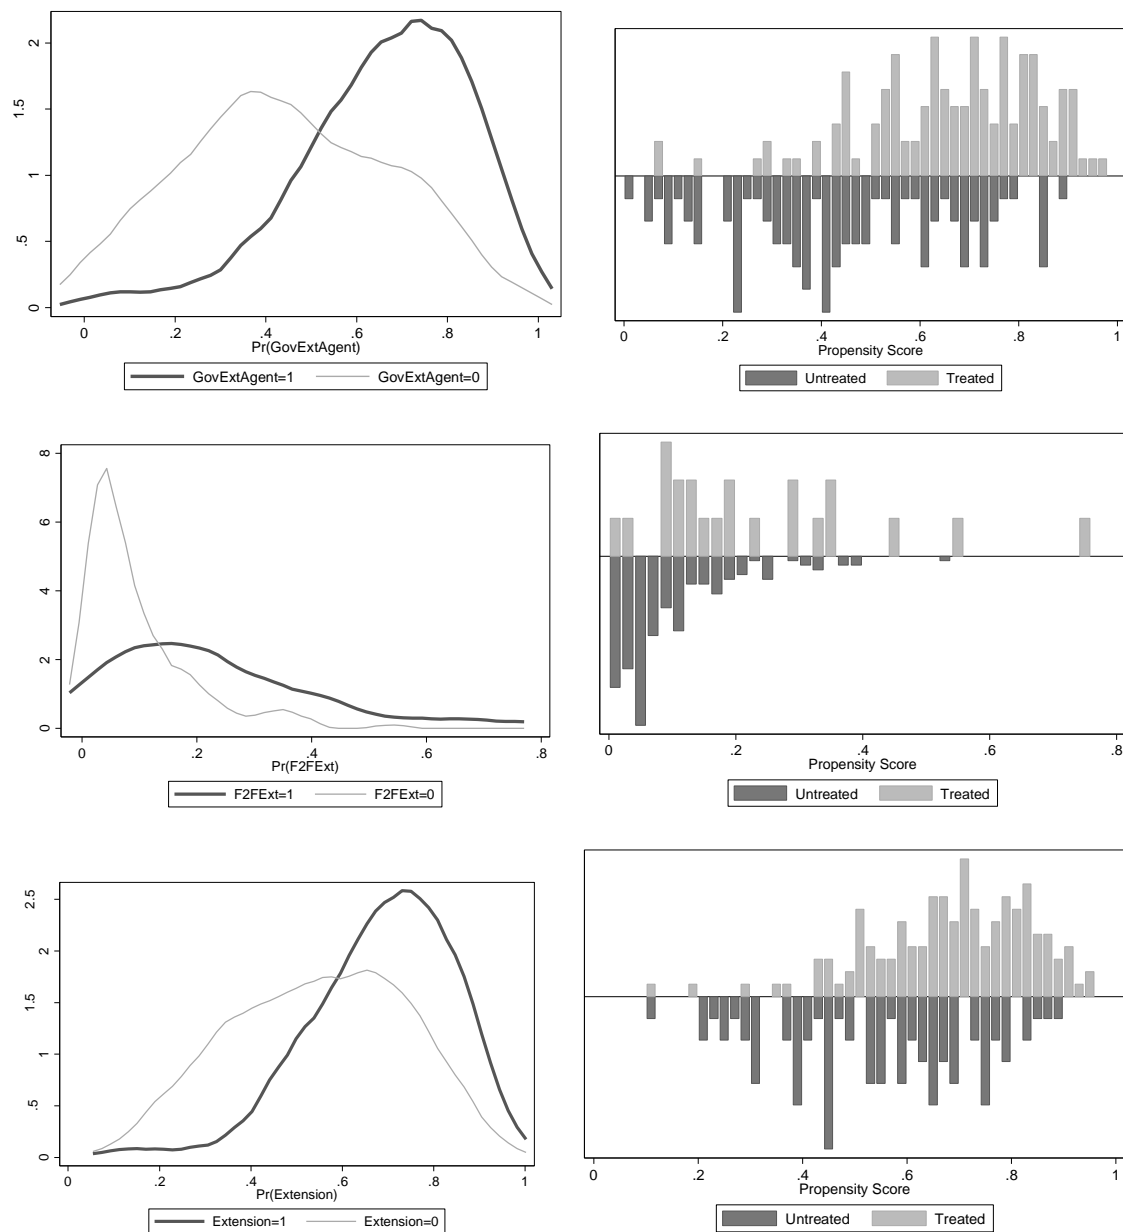 2
1.5
1
.5
0
0 .2 .4 .6 .8 1
Pr(GovExtAgent)
GovExtAgent=1 GovExtAgent=0
0 .2 .4 .6 .8 1
Propensity Score
Untreated Treated
8
6
4
2
0
0 .2 .4 .6 .8
Pr(F2FExt)
F2FExt=1 F2FExt=0
0 .2 .4 .6 .8
Propensity Score
Untreated Treated
2.5
2
1.5
1
.5
0
0 .2 .4 .6 .8 1
Pr(Extension)
Extension=1 Extension=0
0 .2 .4 .6 .8 1
Propensity Score
Untreated Treated